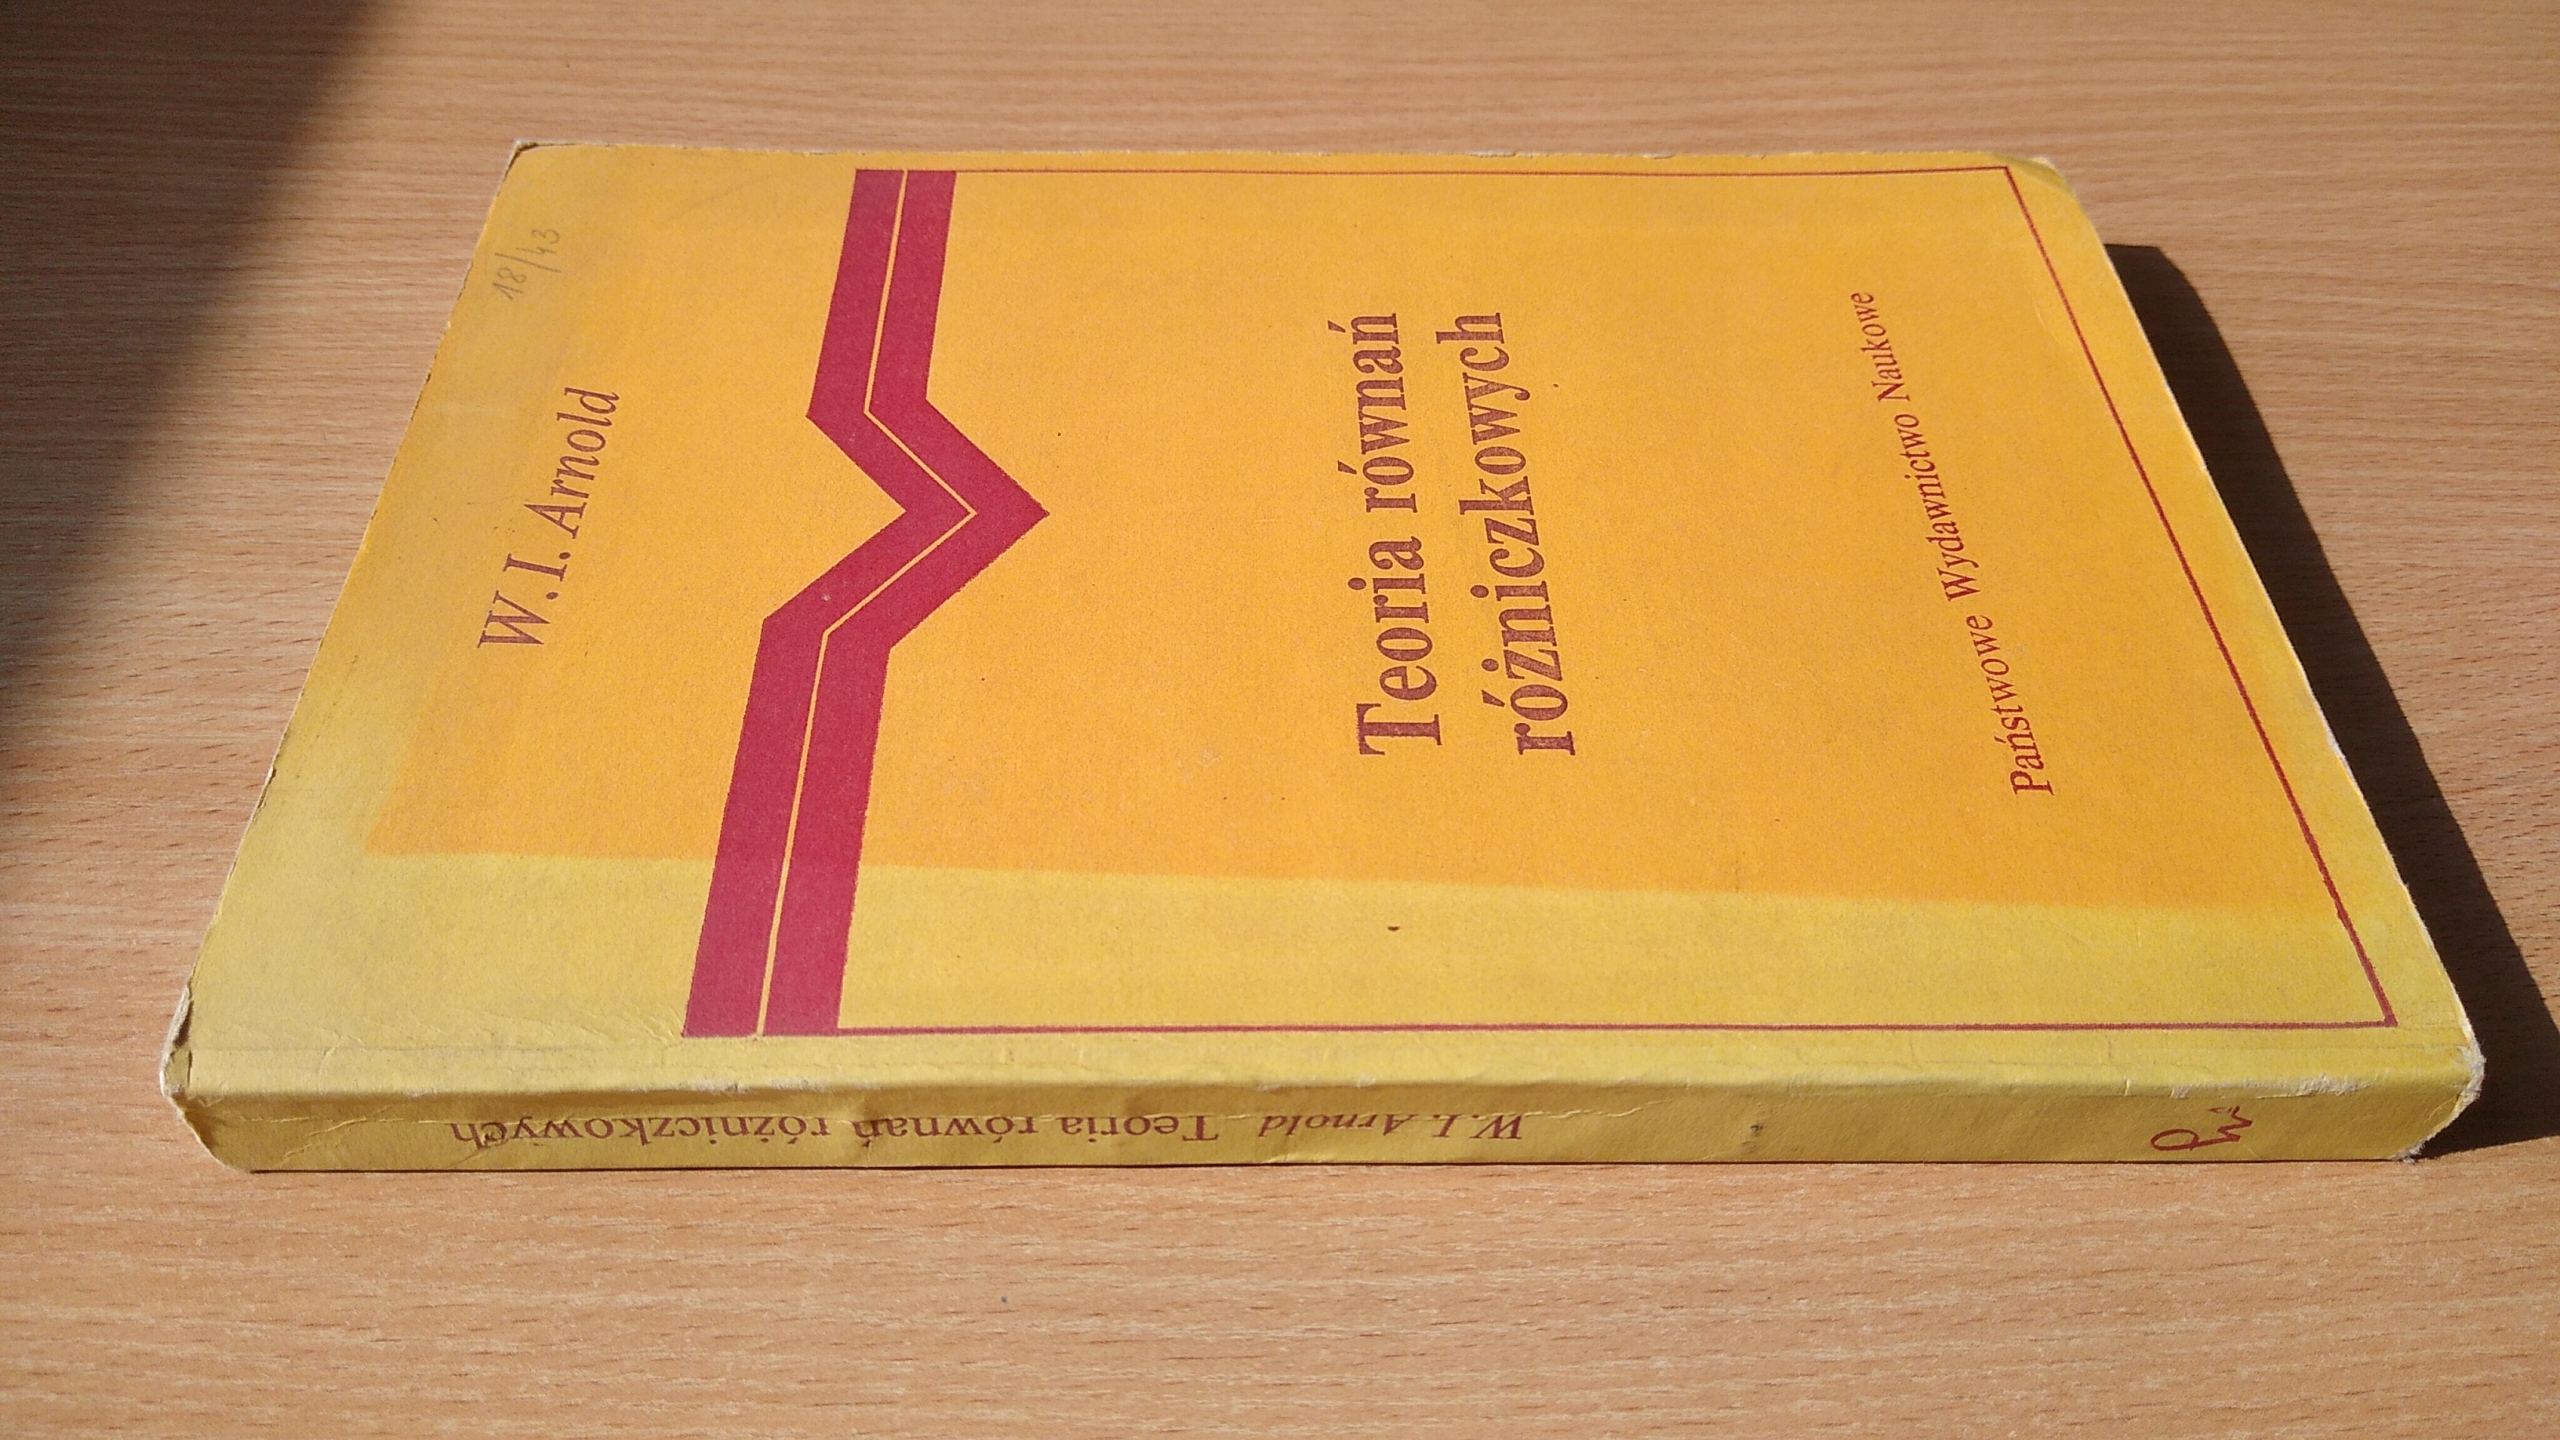 18/43
W. I. Arnold
Teoria równań
różniczkowych
Państwowe Wydawnictwo Naukowe
W. I. Arnold Teoria równań różniczkowych